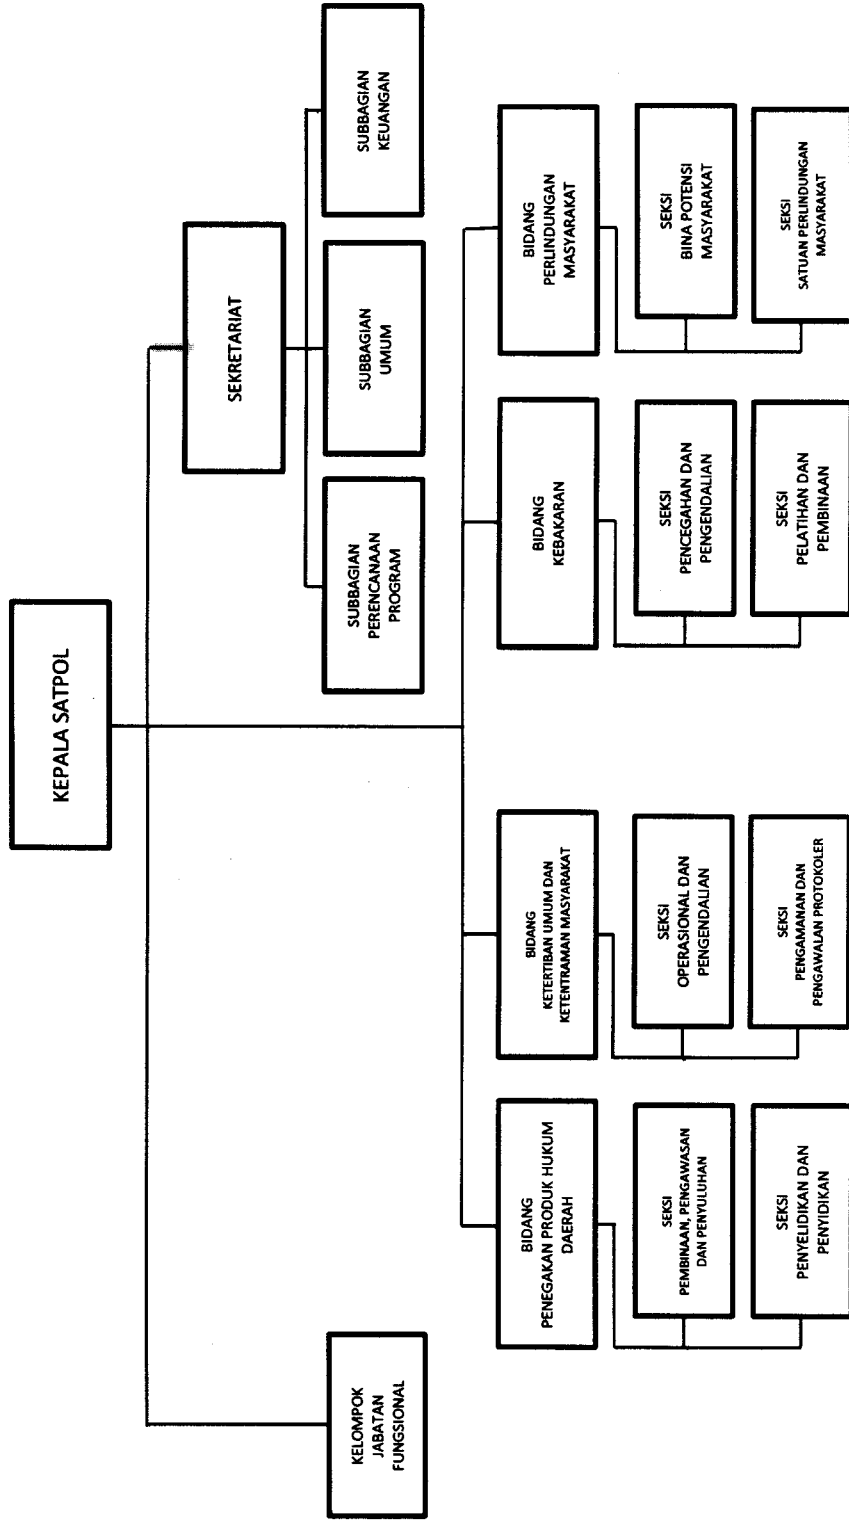 KEPALA SATPOL
SEKRETARIAT
KELOMPOK
JABATAN
FUNGSIONAL
SUBBAGIAN
PERENCANAAN
PROGRAM
SUBBAGIAN
UMUM
SUBBAGIAN
KEUANGAN
BIDANG
PENEGAKAN PRODUK HUKUM
DAERAH
BIDANG
KETERTIBAN UMUM DAN
KETENTRAMAN MASYARAKAT
BIDANG
KEBAKARAN
BIDANG
PERLINDUNGAN
MASYARAKAT
SEKSI
PEMBINAAN, PENGAWASAN
DAN PENYULUHAN
SEKSI
OPERASIONAL DAN
PENGENDALIAN
SEKSI
PENCEGAHAN DAN
PENGENDALIAN
SEKSI
BINA POTENSI
MASYARAKAT
SEKSI
PENYELIDIKAN DAN
PENYIDIKAN
SEKSI
PENGAMANAN DAN
PENGAWALAN PROTOKOLER
SEKSI
PELATIHAN DAN
PEMBINAAN
SEKSI
SATUAN PERLINDUNGAN
MASYARAKAT